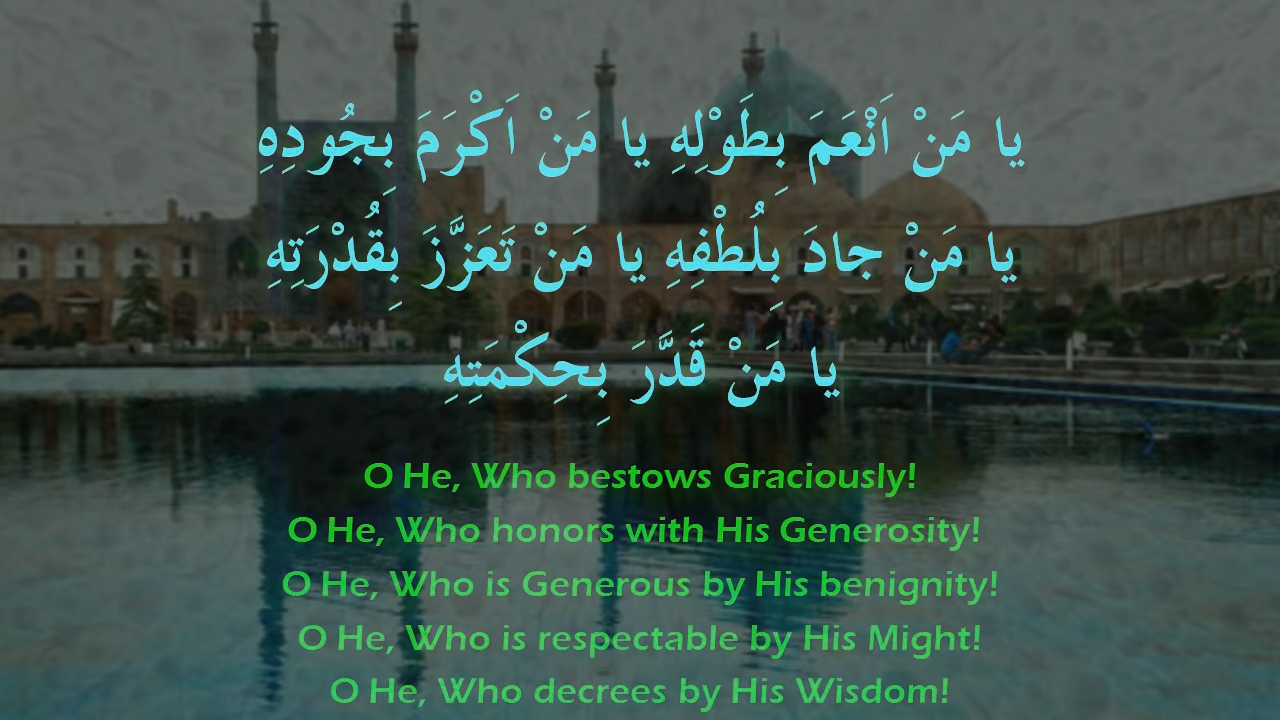 يا مَنْ اَنْعَمَ بِطَوْلِهِ يا مَنْ اَكْرَمَ بِجُودِهِ
يا مَنْ جادَ بِلُطْفِهِ يا مَنْ تَعَزَّزَ بِقُدْرَتِهِ
يا مَنْ قَدَّرَ بِحِكْمَتِهِ
O He, Who bestows Graciously!
O He, Who honors with His Generosity!
O He, Who is Generous by His benignity!
O He, Who is respectable by His Might!
O He, Who decrees by His Wisdom!